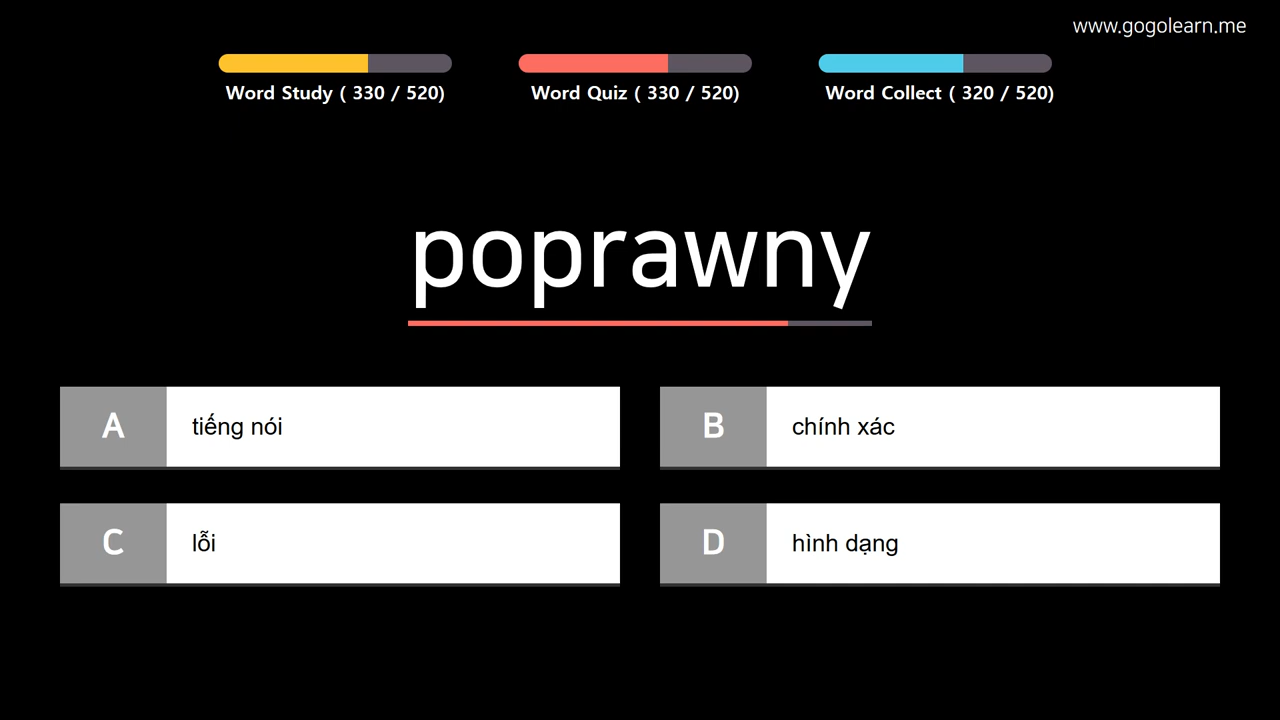 www.gogolearn.me
Word Study ( 330 / 520)
Word Quiz ( 330 / 520)
Word Collect ( 320 / 520)
poprawny
A tiếng nói
B chính xác
C lỗi
D hình dạng